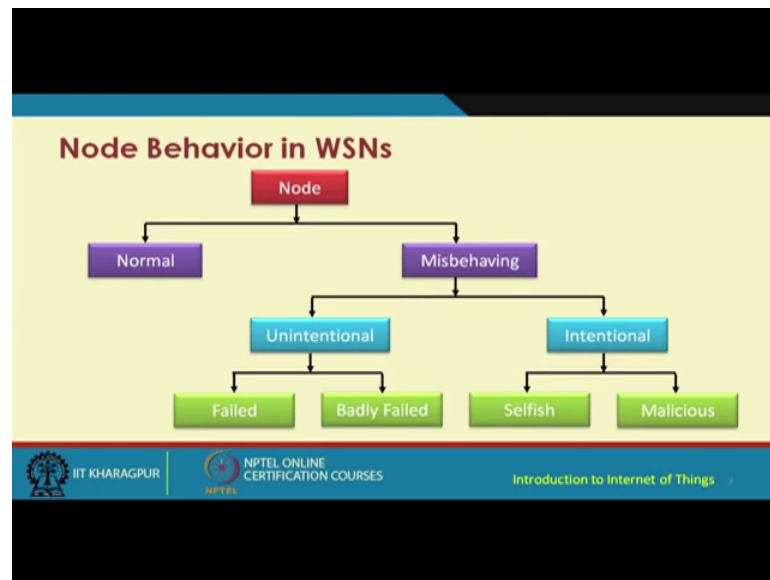 Node Behavior in WSNs
Node
Normal
Misbehaving
Unintentional
Intentional
Failed
Badly Failed
Selfish
Malicious
IIT KHARAGPUR
NPTEL
NPTEL ONLINE
CERTIFICATION COURSES
Introduction to Internet of Things